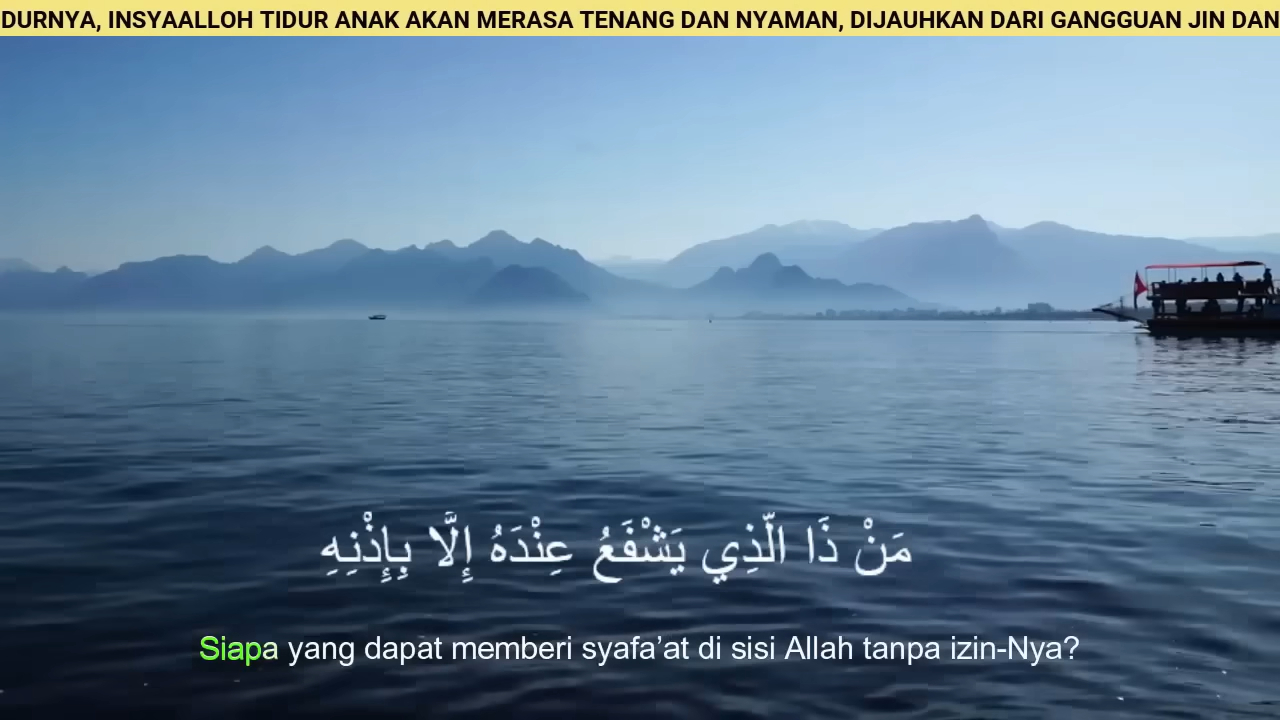 DURNYA, INSYAALLOH TIDUR ANAK AKAN MERASA TENANG DAN NYAMAN, DIJAUHKAN DARI GANGGUAN JIN DAN
مَنْ ذَا الَّذِي يَشْفَعُ عِنْدَهُ إِلَّا بِإِذْنِهِ
Siapa yang dapat memberi syafa’at di sisi Allah tanpa izin-Nya?